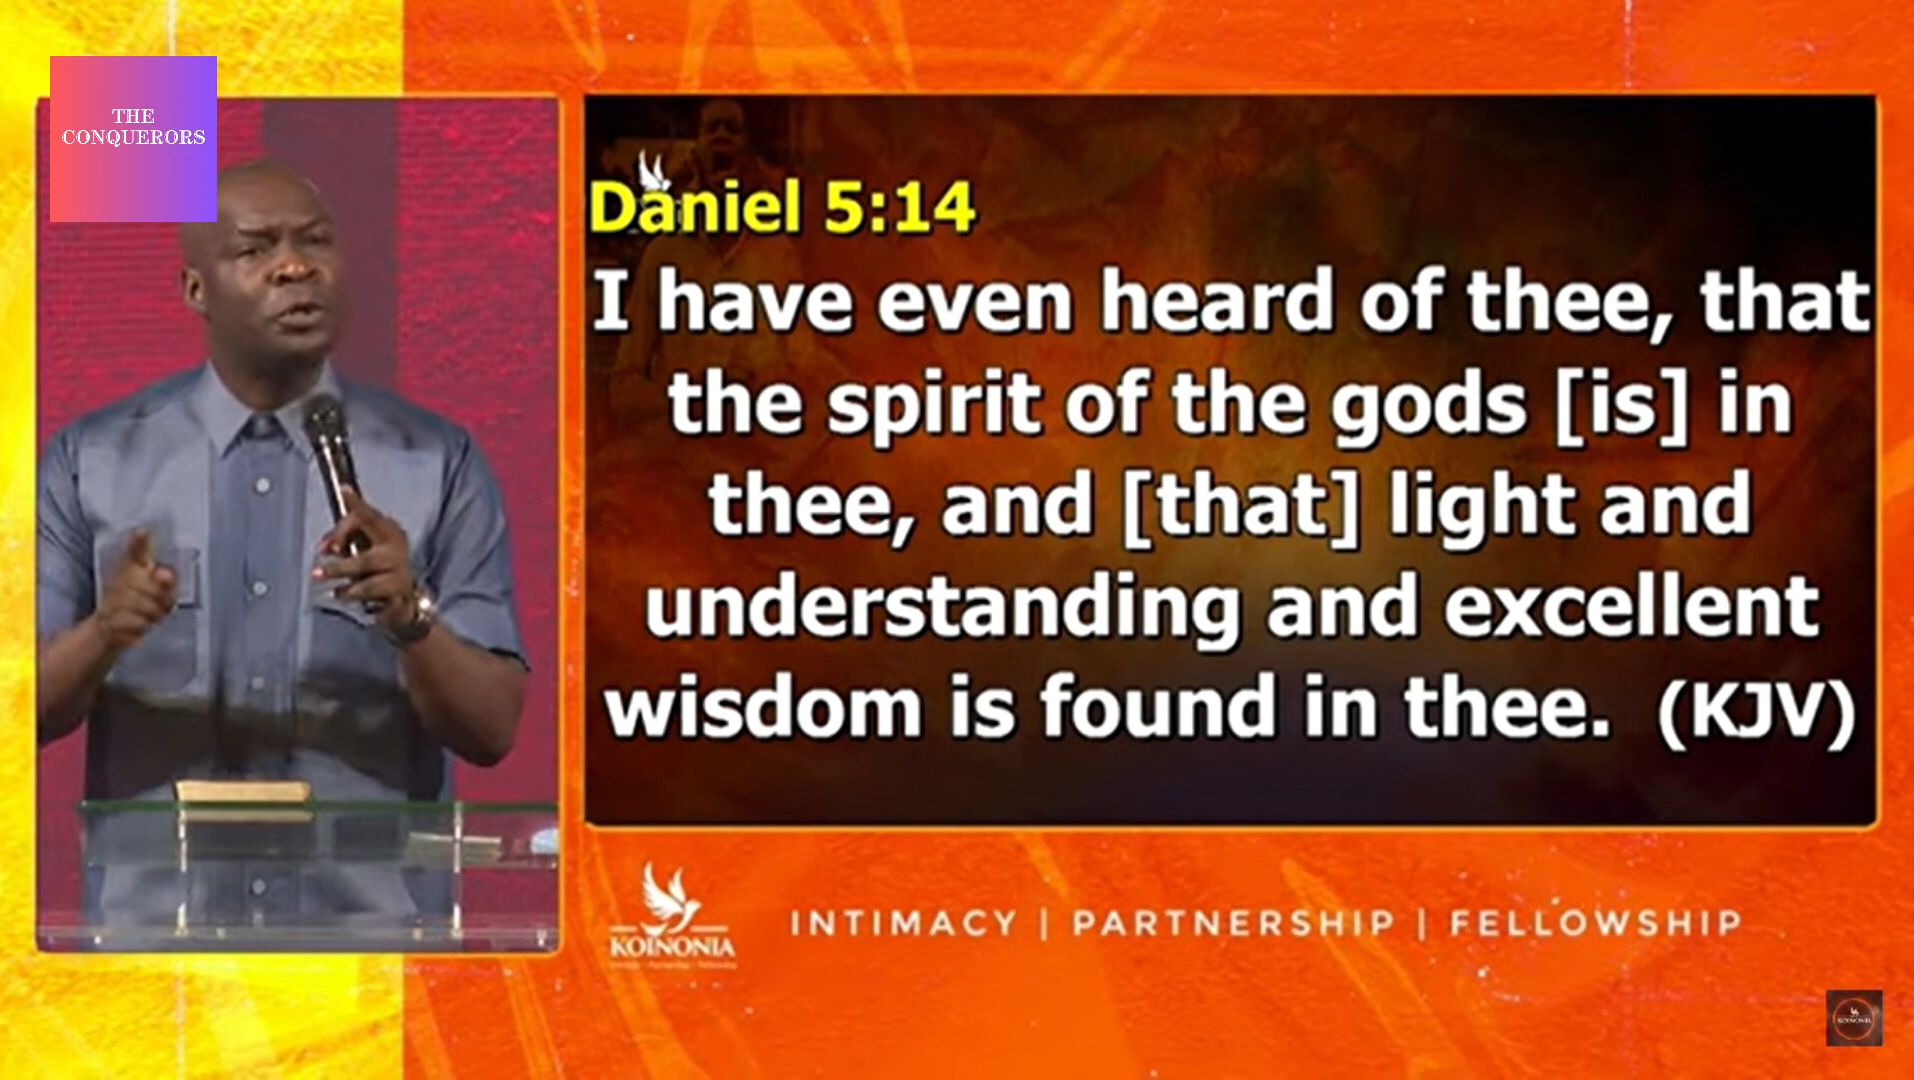 THE
CONQUERORS
Daniel 5:14
I have even heard of thee, that
the spirit of the gods [is] in
thee, and [that] light and
understanding and excellent
wisdom is found in thee.  (KJV)
KOINONIA
INTIMACY | PARTNERSHIP | FELLOWSHIP
KOINONIA